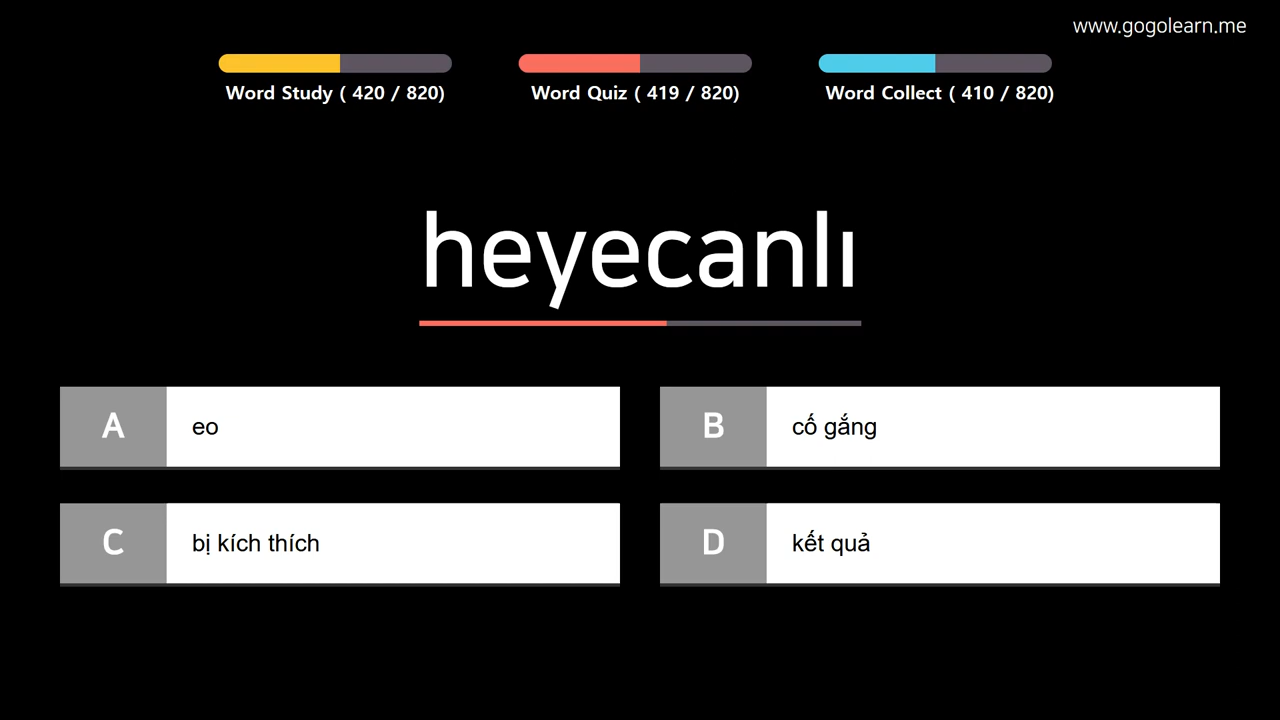 www.gogolearn.me
Word Study ( 420 / 820)
Word Quiz ( 419 / 820)
Word Collect ( 410 / 820)
heyecanlı
A
eo
B
cố gắng
C
bị kích thích
D
kết quả